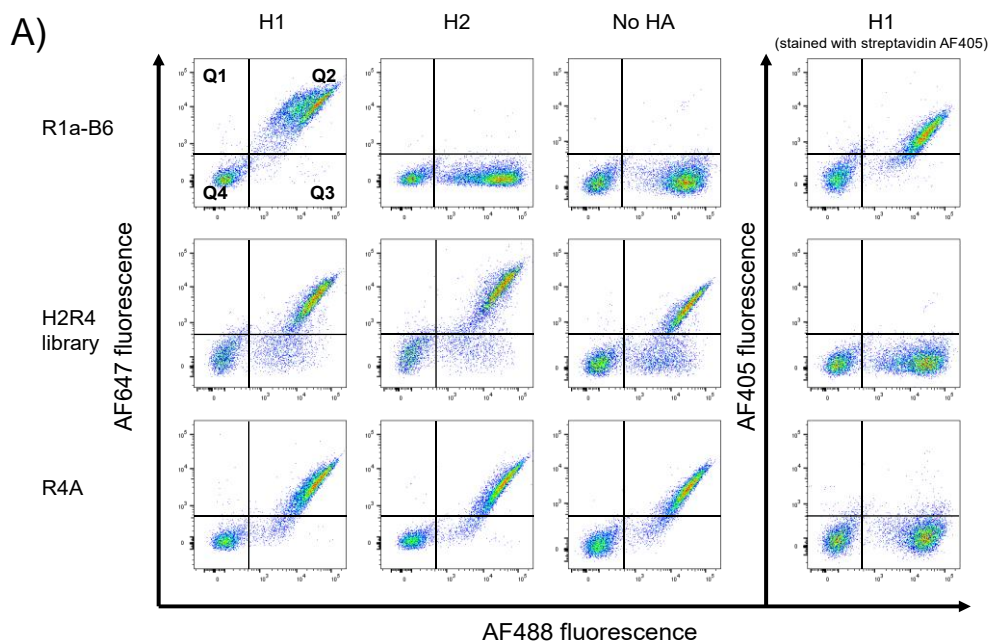 A)
H1
H2
No HA
H1
(stained with streptavidin AF405)
R1a-B6
Q1
Q2
Q4
Q3
H2R4
library
R4A
AF647 fluorescence
AF405 fluorescence
AF488 fluorescence